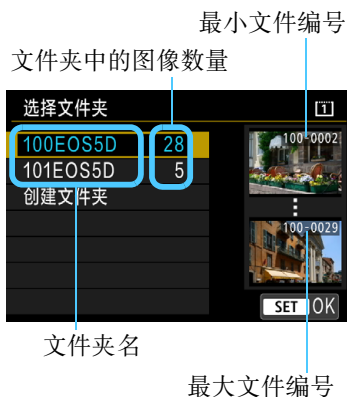 最小文件编号
文件夹中的图像数量
选择文件夹 1
100EOS5D 28 100-0002
101EOS5D 5
创建文件夹
100-0029
SET OK
文件夹名
最大文件编号